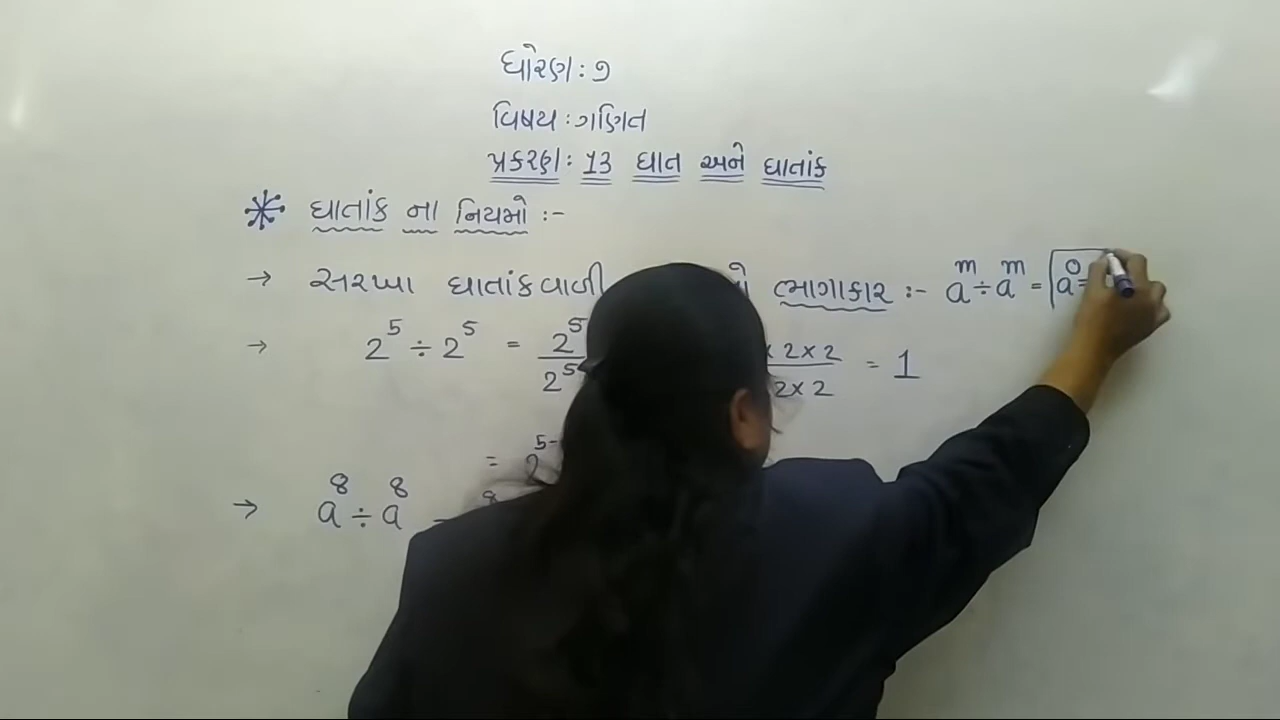 ધોરણ : ૭
વિષય : ગણિત
પ્રકરણ : 13 ઘાત અને ઘાતાંક
ઘાતાંક ના નિયમો :-
→ સરખા ઘાતાંકવાળી ભાગાકાર :- a^m ÷ a^m = a^0 =
→ 2^5 ÷ 2^5 = 2^5 / 2^5 × 2 × 2 / 2 × 2 = 1
= 2^5-
→ a^8 ÷ a^8 =